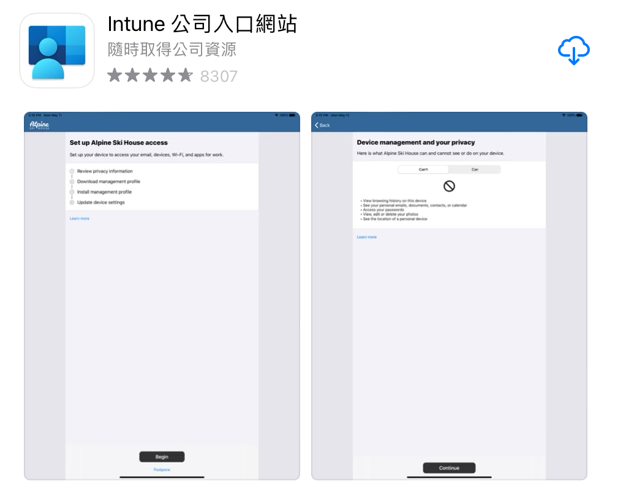 Intune 公司入口網站
隨時取得公司資源
8307
Alpine
Set up Alpine Ski House access
Set up your device to access your email, devices, Wi-Fi, and apps for work.
Review privacy information
Download management profile
Install management profile
Update device settings
Learn more
Begin
Postpone
Back
Device management and your privacy
Here is what Alpine Ski House can and cannot see or do on your device.
Can't
Can
• View browsing history on this device
• See your personal emails, documents, contacts, or calendar
• Access your passwords
• View, edit or delete your photos
• See the location of a personal device
Learn more
Continue